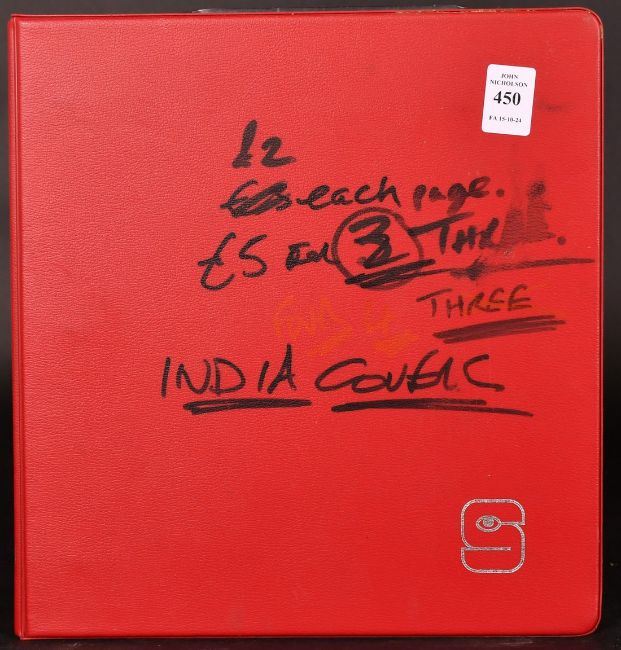 JOHN
NICHOLSON
450
FA 15-10-24
£2
each page.
£5 3
THREE
INDIA COVERS